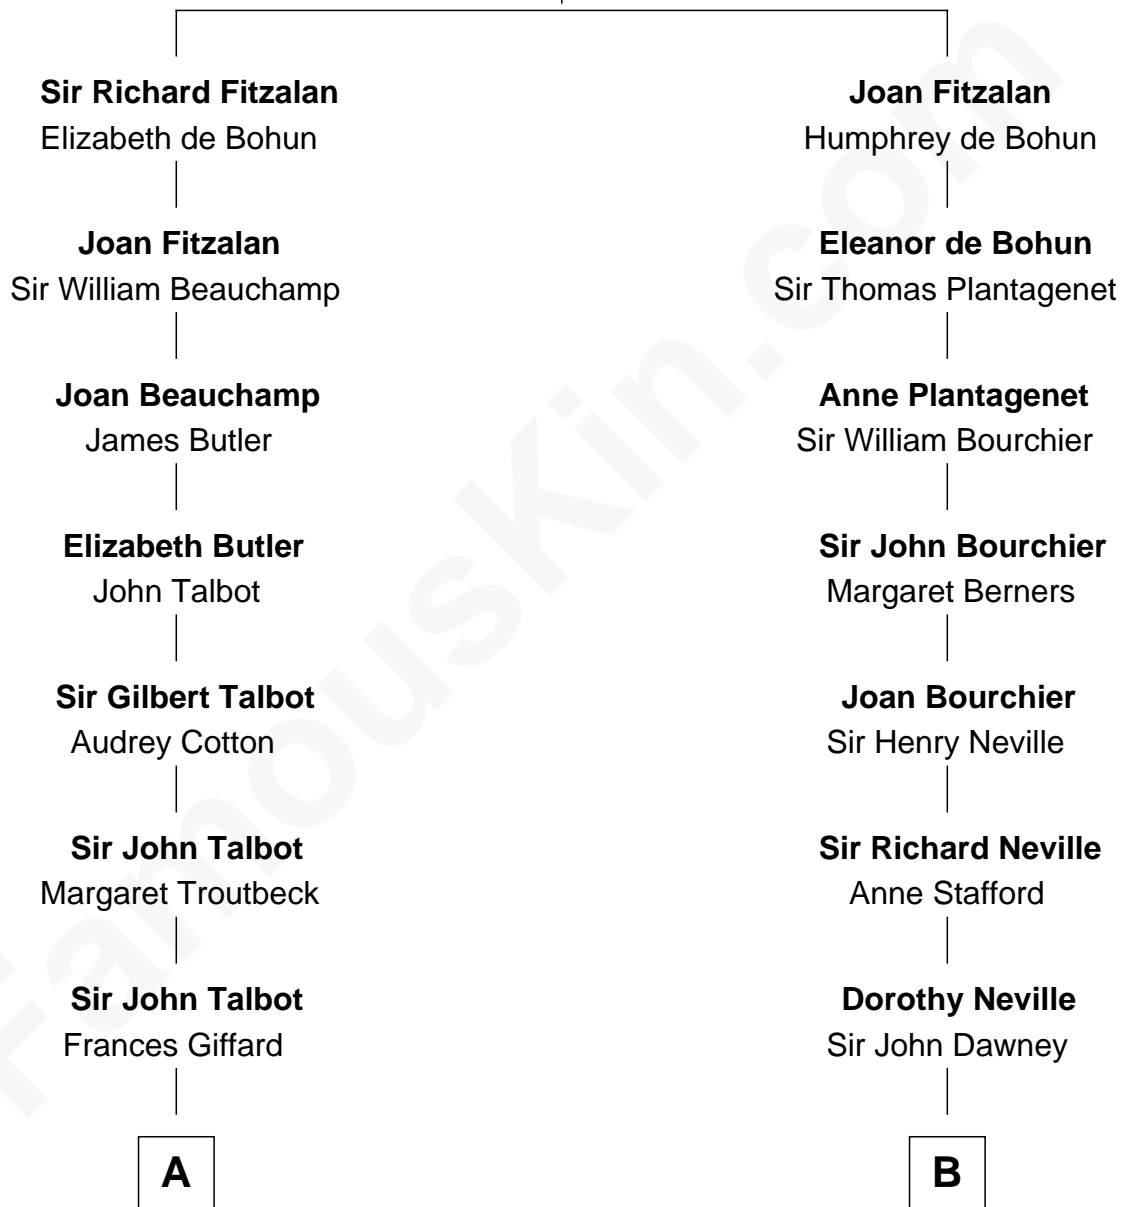 Sir Richard Fitzalan
Elizabeth de Bohun
Joan Fitzalan
Sir William Beauchamp
Joan Beauchamp
James Butler
Elizabeth Butler
John Talbot
Sir Gilbert Talbot
Audrey Cotton
Sir John Talbot
Margaret Troutbeck
Sir John Talbot
Frances Giffard
A
Joan Fitzalan
Humphrey de Bohun
Eleanor de Bohun
Sir Thomas Plantagenet
Anne Plantagenet
Sir William Bourchier
Sir John Bourchier
Margaret Berners
Joan Bourchier
Sir Henry Neville
Sir Richard Neville
Anne Stafford
Dorothy Neville
Sir John Dawney
B
FamousKin.com